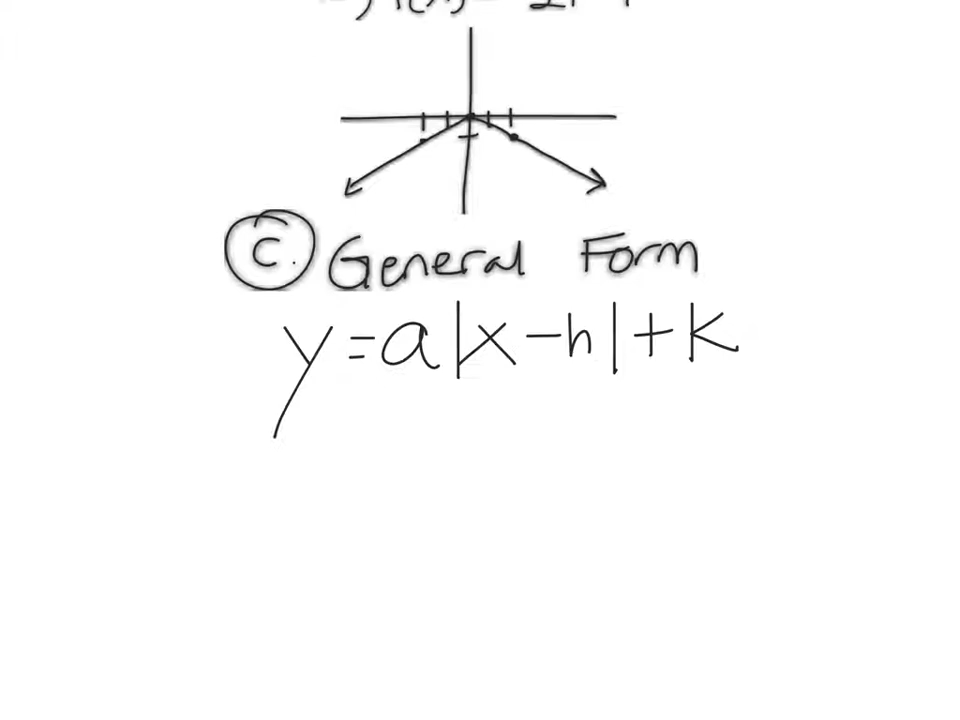 C. General Form
y = a|x - h| + k